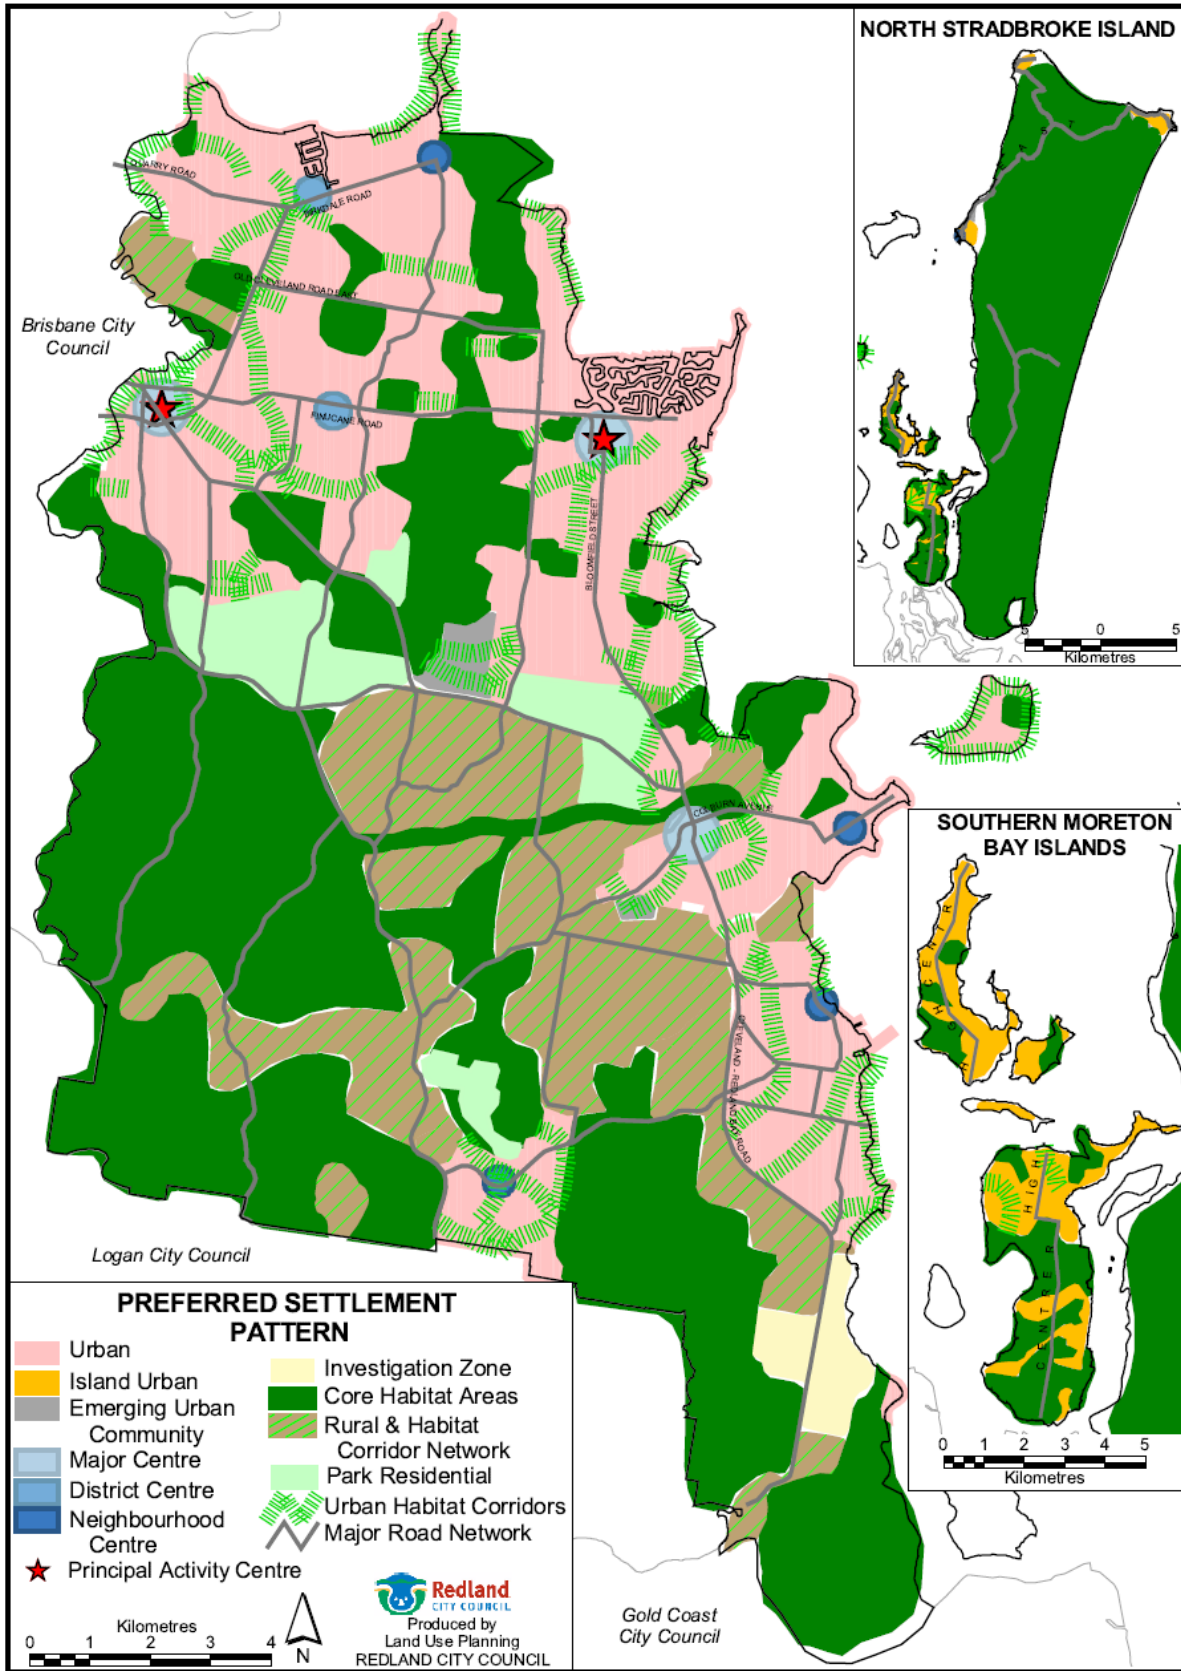 NORTH STRADBROKE ISLAND
QUARRY ROAD
BIRKDALE ROAD
OLD CLEVELAND ROAD EAST
Brisbane City
Council
FINUCANE ROAD
BLOOMFIELD STREET
E A S T
5 0 5
Kilometres
COLBURN AVENUE
CLEVELAND - REDLAND BAY ROAD
SOUTHERN MORETON
BAY ISLANDS
H I G H C E N T R
H I G H
C E N T R E R
0 1 2 3 4 5
Kilometres
Logan City Council
Gold Coast
City Council
PREFERRED SETTLEMENT
PATTERN
Urban
Island Urban
Emerging Urban
Community
Major Centre
District Centre
Neighbourhood
Centre
Principal Activity Centre
Investigation Zone
Core Habitat Areas
Rural & Habitat
Corridor Network
Park Residential
Urban Habitat Corridors
Major Road Network
Kilometres
0 1 2 3 4
N
Redland
CITY COUNCIL
Produced by
Land Use Planning
REDLAND CITY COUNCIL